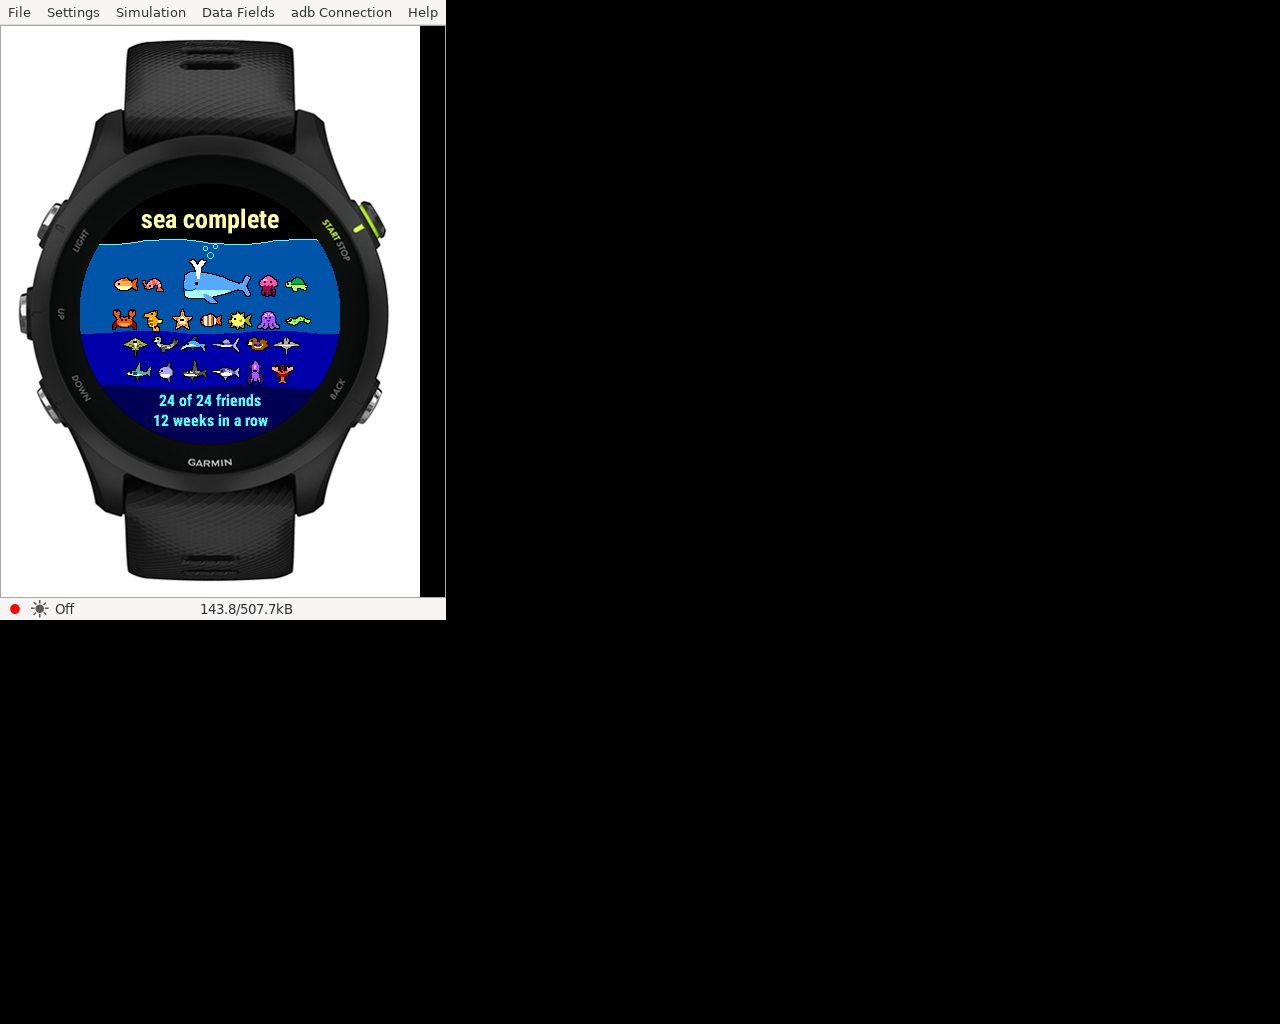 File Settings Simulation Data Fields adb Connection Help
sea complete
START STOP
LIGHT
UP
DOWN
BACK
24 of 24 friends
12 weeks in a row
GARMIN
Off 143.8/507.7kB